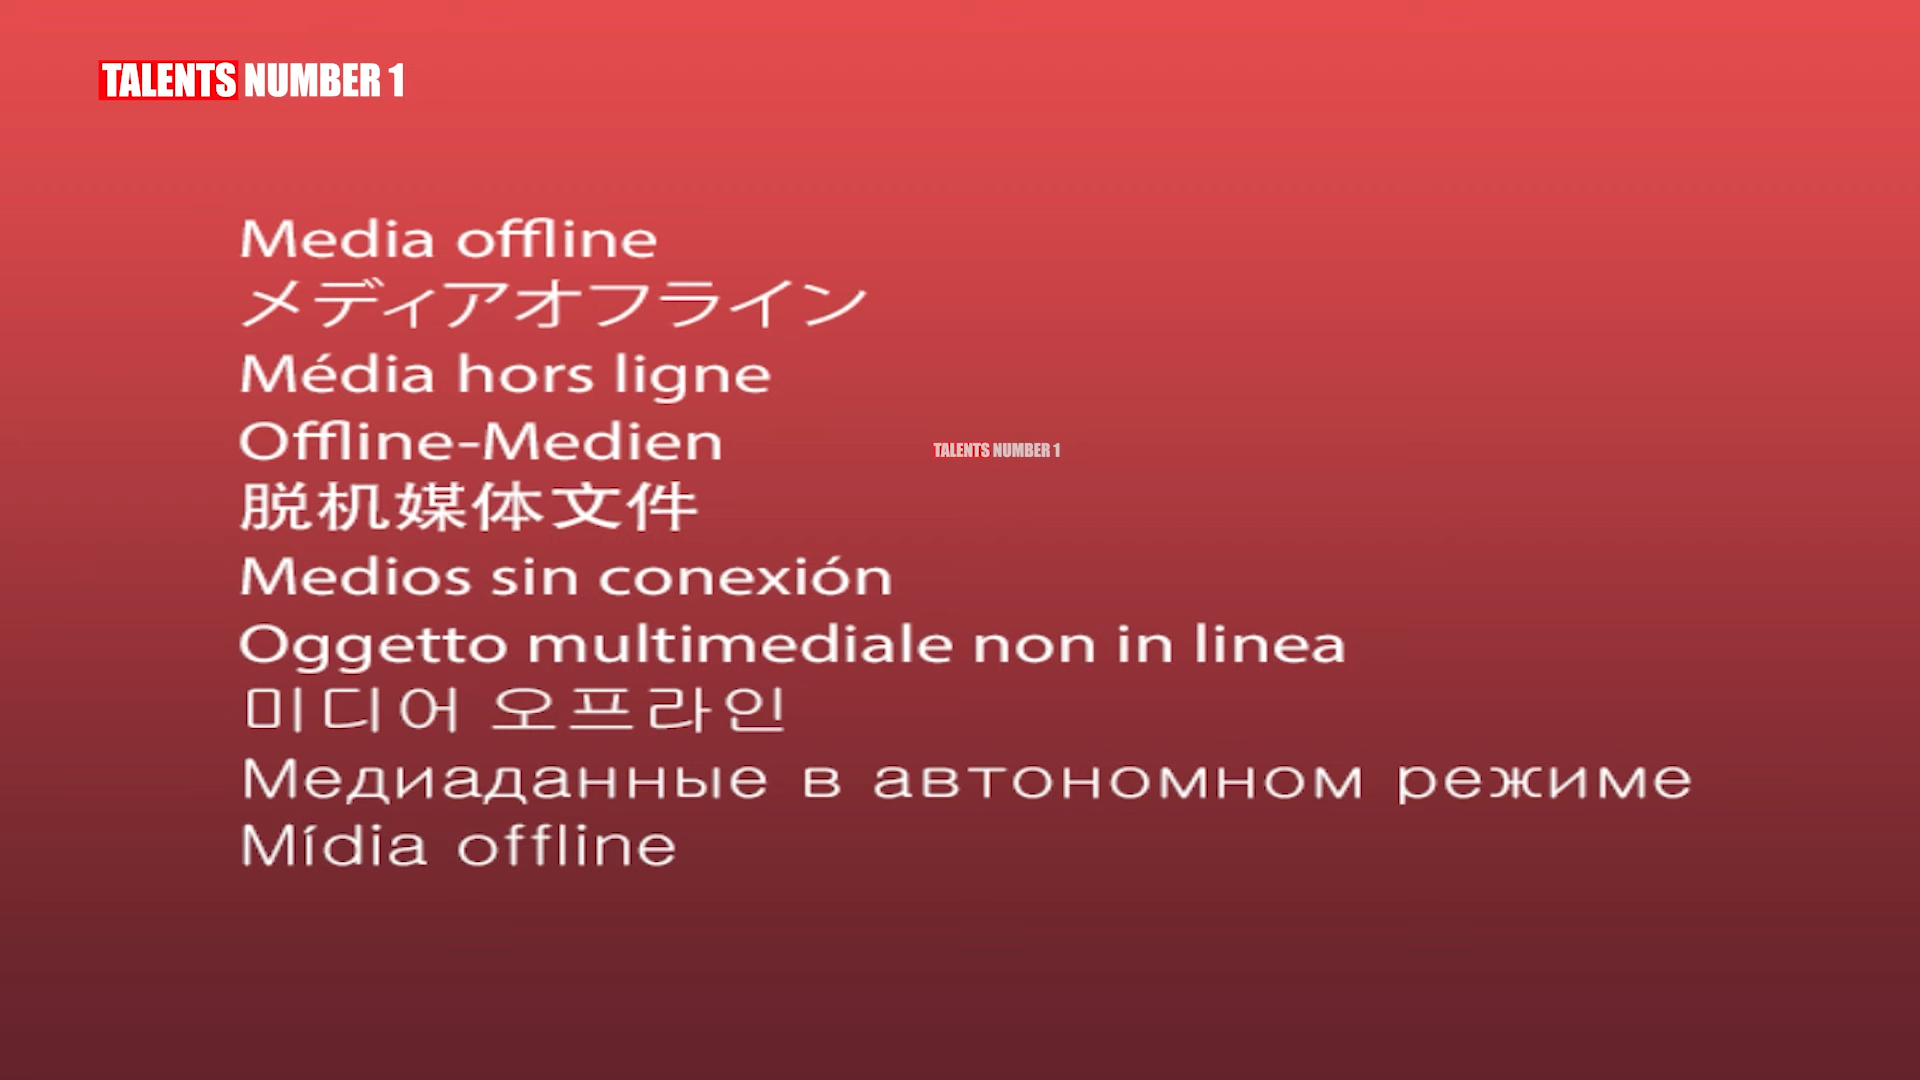 TALENTS NUMBER 1
Media offline
メディアオフライン
Média hors ligne
Offline-Medien
TALENTS NUMBER 1
脱机媒体文件
Medios sin conexión
Oggetto multimediale non in linea
미디어 오프라인
Медиаданные в автономном режиме
Mídia offline